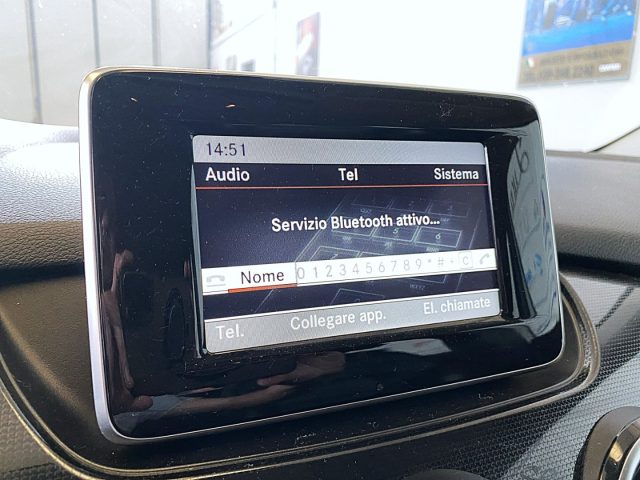 14:51
Audio Tel Sistema
Servizio Bluetooth attivo...
Nome 0 1 2 3 4 5 6 7 8 9 * # + C
Tel. Collegare app. El. chiamate